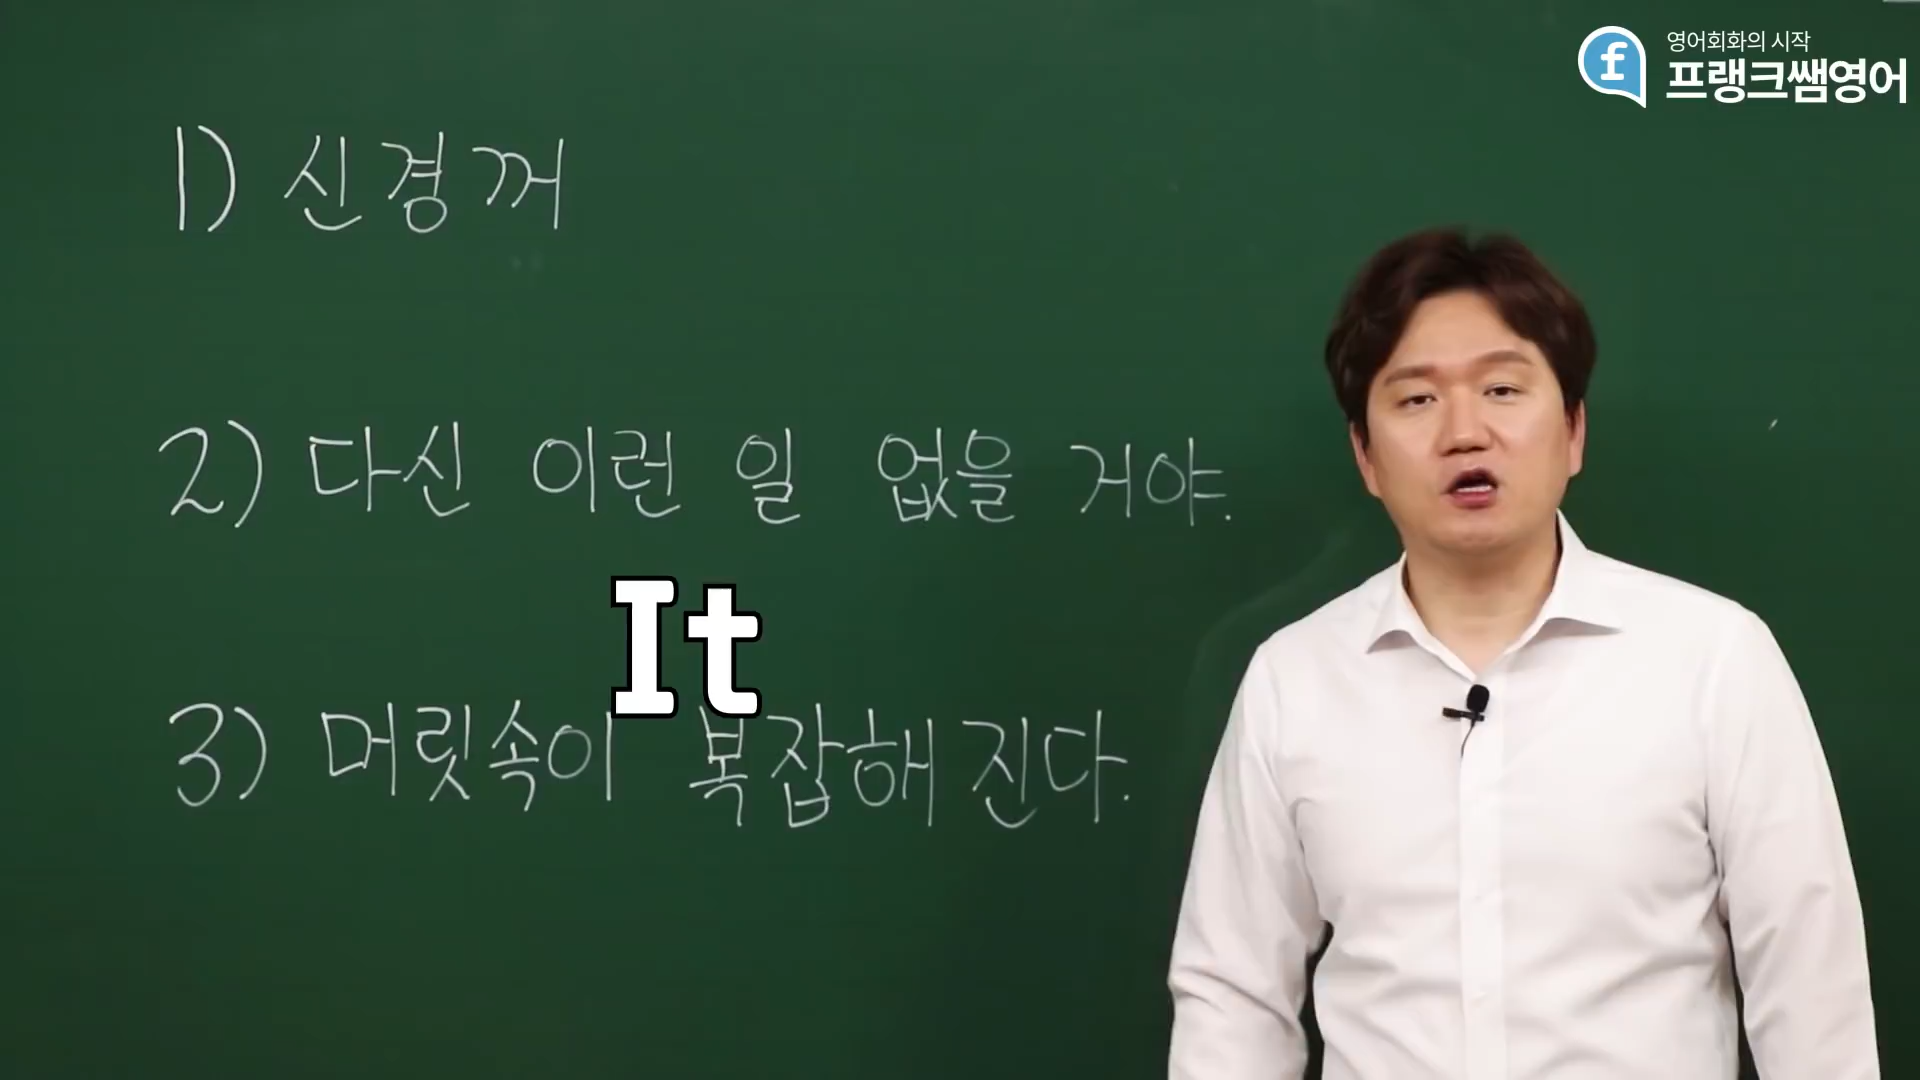 영어회화의 시작
프랭크쌤영어
1) 신경꺼
2) 다신 이런 일 없을 거야.
It
3) 머릿속이 복잡해 진다.